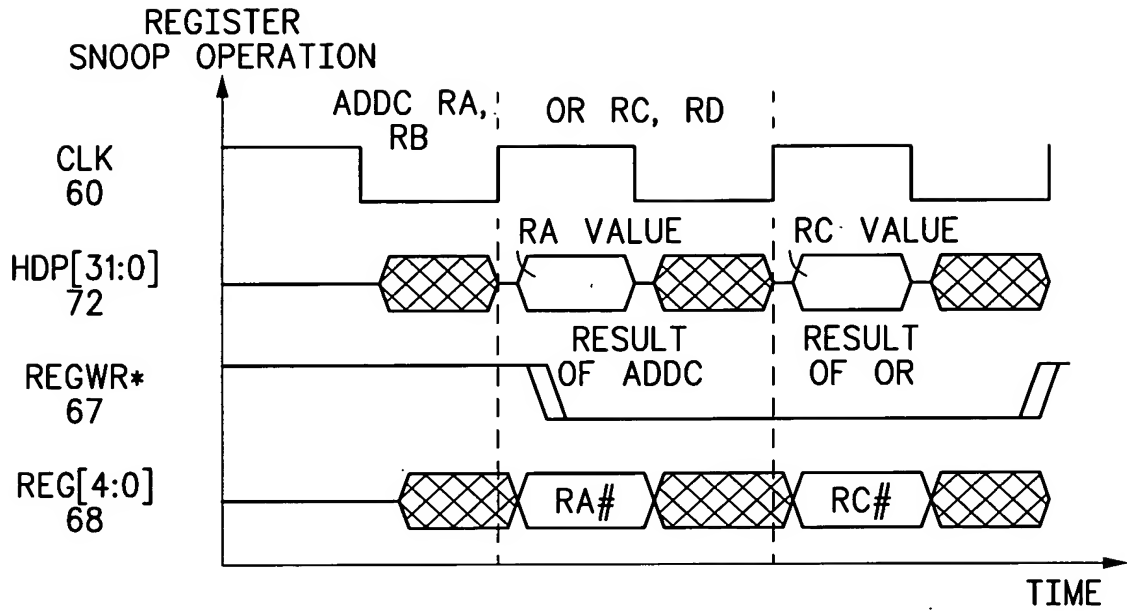 REGISTER
SNOOP OPERATION
ADDC RA,
RB
OR RC, RD
CLK
60
RA VALUE
RC VALUE
HDP[31:0]
72
RESULT
OF ADDC
RESULT
OF OR
REGWR*
67
REG[4:0]
68
RA#
RC#
TIME